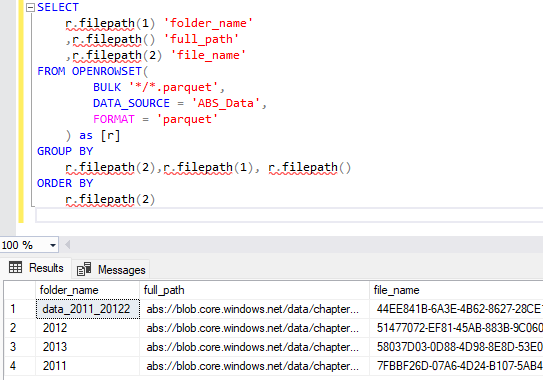 SELECT
r.filepath(1) 'folder_name'
,r.filepath() 'full_path'
,r.filepath(2) 'file_name'
FROM OPENROWSET(
BULK '*/*.parquet',
DATA_SOURCE = 'ABS_Data',
FORMAT = 'parquet'
) as [r]
GROUP BY
r.filepath(2),r.filepath(1), r.filepath()
ORDER BY
r.filepath(2)
100 %
Results Messages
folder_name full_path file_name
1 data_2011_20122 abs://blob.core.windows.net/data/chapter... 44EE841B-6A3E-4B62-8627-28CE1
2 2012 abs://blob.core.windows.net/data/chapter... 51477072-EF81-45AB-883B-9C060
3 2013 abs://blob.core.windows.net/data/chapter... 58037D03-0D88-4D98-8E8D-53E0
4 2011 abs://blob.core.windows.net/data/chapter... 7FBBF26D-07A6-4D24-B107-5AB4